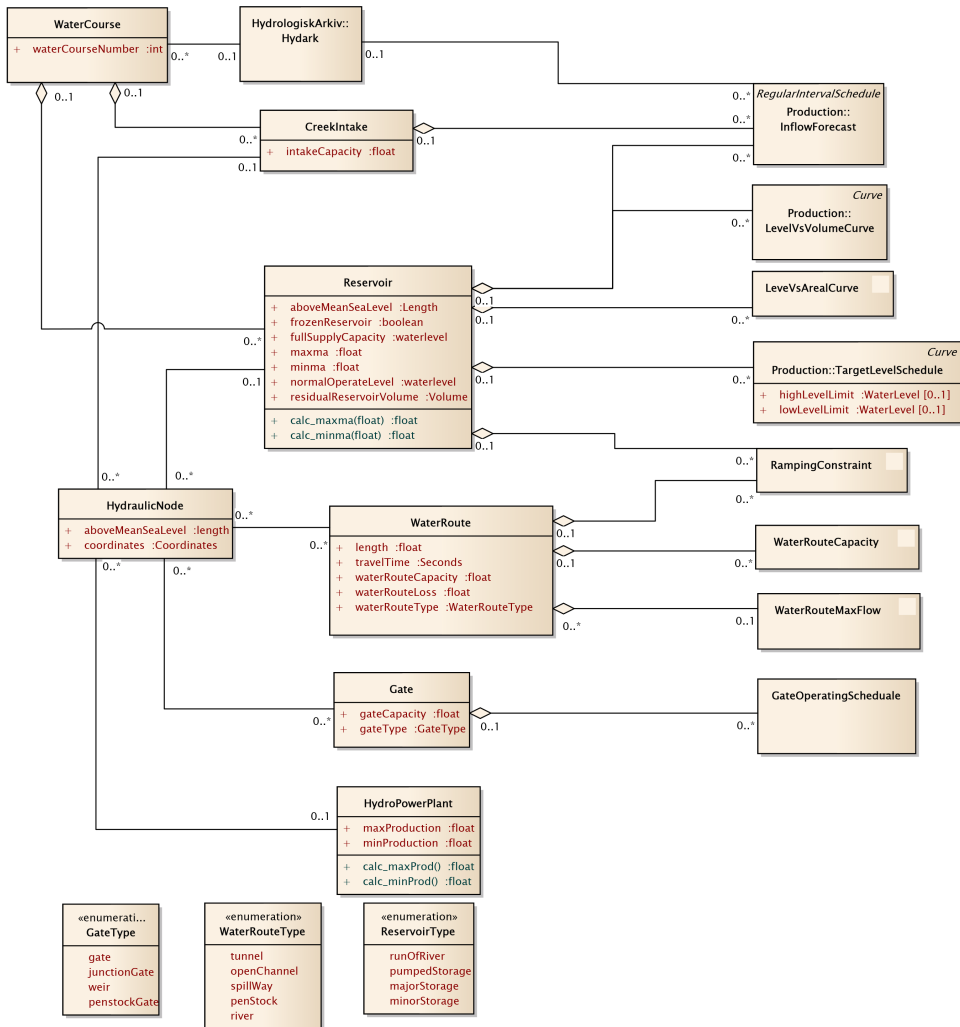 WaterCourse
+ waterCourseNumber :int
HydrologiskArkiv::
Hydark
0..*
0..1
0..1
0..1
0..1
RegularIntervalSchedule
Production::
InflowForecast
0..*
0..*
0..*
CreekIntake
+ intakeCapacity :float
0..*
0..1
0..1
Curve
Production::
LevelVsVolumeCurve
0..*
Reservoir
+ aboveMeanSeaLevel :Length
+ frozenReservoir :boolean
+ fullSupplyCapacity :waterlevel
+ maxma :float
+ minma :float
+ normalOperateLevel :waterlevel
+ residualReservoirVolume :Volume
+ calc_maxma(float) :float
+ calc_minma(float) :float
0..*
0..1
0..1
0..1
0..1
0..1
LeveVsArealCurve
0..*
Curve
Production::TargetLevelSchedule
+ highLevelLimit :WaterLevel [0..1]
+ lowLevelLimit :WaterLevel [0..1]
0..*
RampingConstraint
0..*
0..*
0..*
0..*
HydraulicNode
+ aboveMeanSeaLevel :length
+ coordinates :Coordinates
0..*
0..*
0..*
0..*
WaterRoute
+ length :float
+ travelTime :Seconds
+ waterRouteCapacity :float
+ waterRouteLoss :float
+ waterRouteType :WaterRouteType
0..1
0..1
0..*
WaterRouteCapacity
0..*
WaterRouteMaxFlow
0..1
Gate
+ gateCapacity :float
+ gateType :GateType
0..*
0..1
GateOperatingScheduale
0..*
HydroPowerPlant
+ maxProduction :float
+ minProduction :float
+ calc_maxProd() :float
+ calc_minProd() :float
0..1
«enumerati...
GateType
gate
junctionGate
weir
penstockGate
«enumeration»
WaterRouteType
tunnel
openChannel
spillWay
penStock
river
«enumeration»
ReservoirType
runOfRiver
pumpedStorage
majorStorage
minorStorage